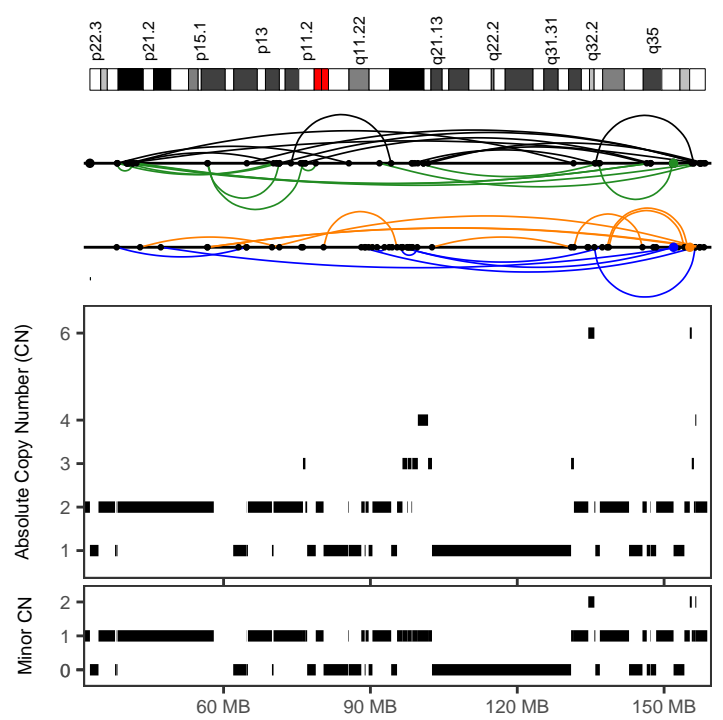 p22.3 p21.2 p15.1 p13 p11.2 q11.22 q21.13 q22.2 q31.31 q32.2 q35
Absolute Copy Number (CN)
6
4
3
2
1
Minor CN
2
1
0
60 MB 90 MB 120 MB 150 MB